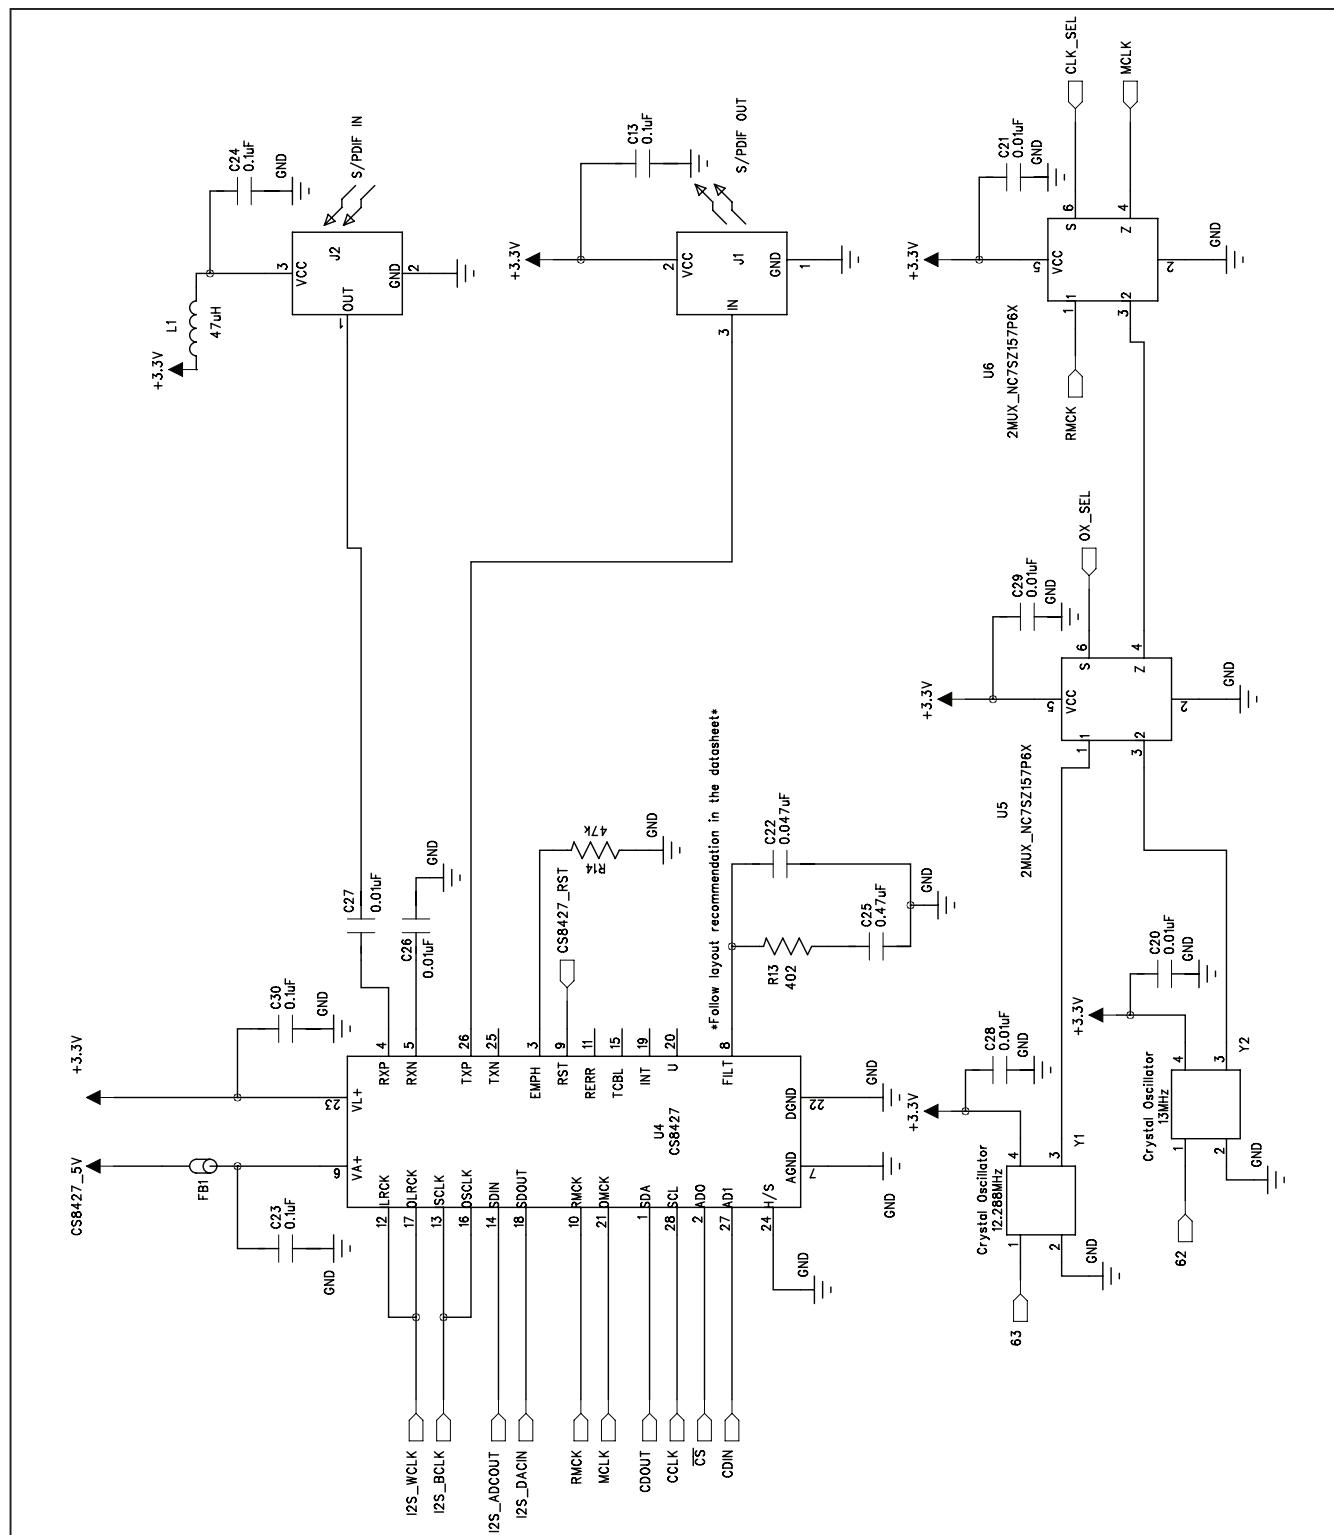 CS8427_5V
+3.3V
FB1
C23
0.1uF
GND
C30
0.1uF
GND
6
VA+
23
VL+
12
ILRCK
17
OLRCK
13
ISCLK
16
OSCLK
14
SDIN
18
SDOUT
10
RMCK
21
OMCK
1
SDA
28
SCL
2
AD0
27
AD1
24
H/S
U4
CS8427
RXP
4
RXN
5
TXP
26
TXN
25
EMPH
3
RST
9
RERR
11
TCBL
15
INT
19
U
20
FILT
8
AGND
7
DGND
22
GND
GND
GND
I2S_WCLK
I2S_BCLK
I2S_ADCOUT
I2S_DACIN
RMCK
MCLK
CDOUT
CCLK
CS
CDIN
C27
0.01uF
C26
0.01uF
GND
R14
47k
GND
CS8427_RST
*Follow layout recommendation in the datasheet*
R13
402
C25
0.47uF
C22
0.047uF
GND
+3.3V
L1
47uH
C24
0.1uF
GND
3
VCC
J2
OUT
1
GND
2
S/PDIF IN
+3.3V
C13
0.1uF
2
VCC
J1
IN
3
GND
1
S/PDIF OUT
+3.3V
C28
0.01uF
GND
Crystal Oscillator
12.288MHz
Y1
1
2
3
4
GND
63
+3.3V
C20
0.01uF
GND
Crystal Oscillator
13MHz
Y2
1
2
3
4
GND
62
U5
2MUX_NC7SZ157P6X
+3.3V
C29
0.01uF
GND
OX_SEL
5
VCC
S
6
1
1
3
2
Z
4
2
GND
U6
2MUX_NC7SZ157P6X
+3.3V
C21
0.01uF
GND
CLK_SEL
MCLK
RMCK
5
VCC
S
6
1
1
3
2
Z
4
2
GND